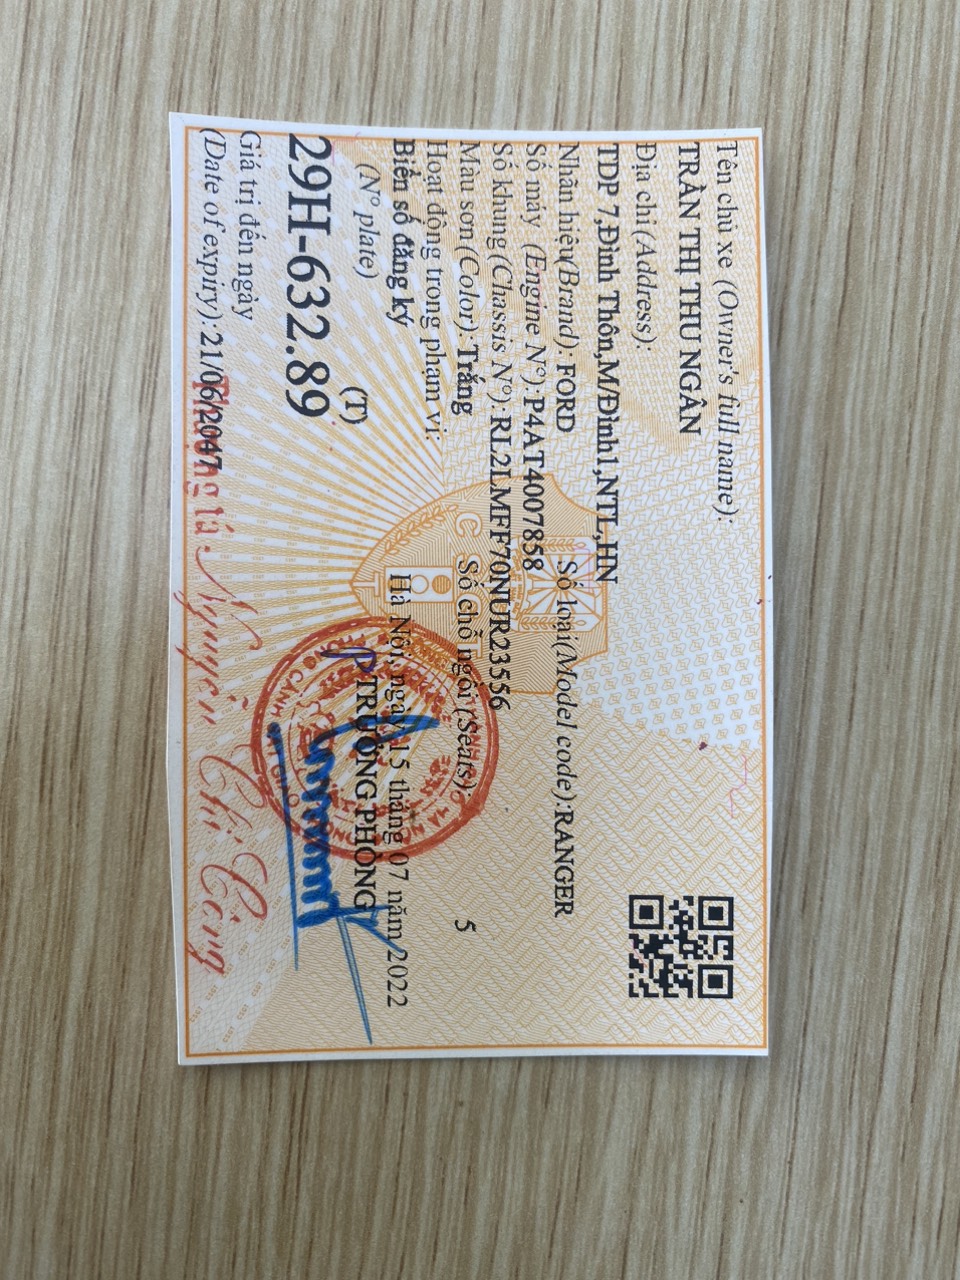 Tên chủ xe (Owner's full name):
TRẦN THỊ THU NGÂN
Địa chỉ (Address):
TDP 7,Đình Thôn,M/Đình1,NTL,HN
Nhãn hiệu(Brand): FORD Số loại(Model code):RANGER
Số máy (Engine N°):P4AT4007858
Số khung(Chassis N°): RL2LMFF70NUR23556
Màu sơn(Color): Trắng Số chỗ ngồi (Seats): 5
Hoạt động trong phạm vi:
Biển số đăng ký Hà Nội, ngày 15 tháng 07 năm 2022
(N° plate) (T) P TRƯỞNG PHÒNG
29H-632.89
Giá trị đến ngày
(Date of expiry): 21/06/2047 Thượng tá Nguyễn Chí Công